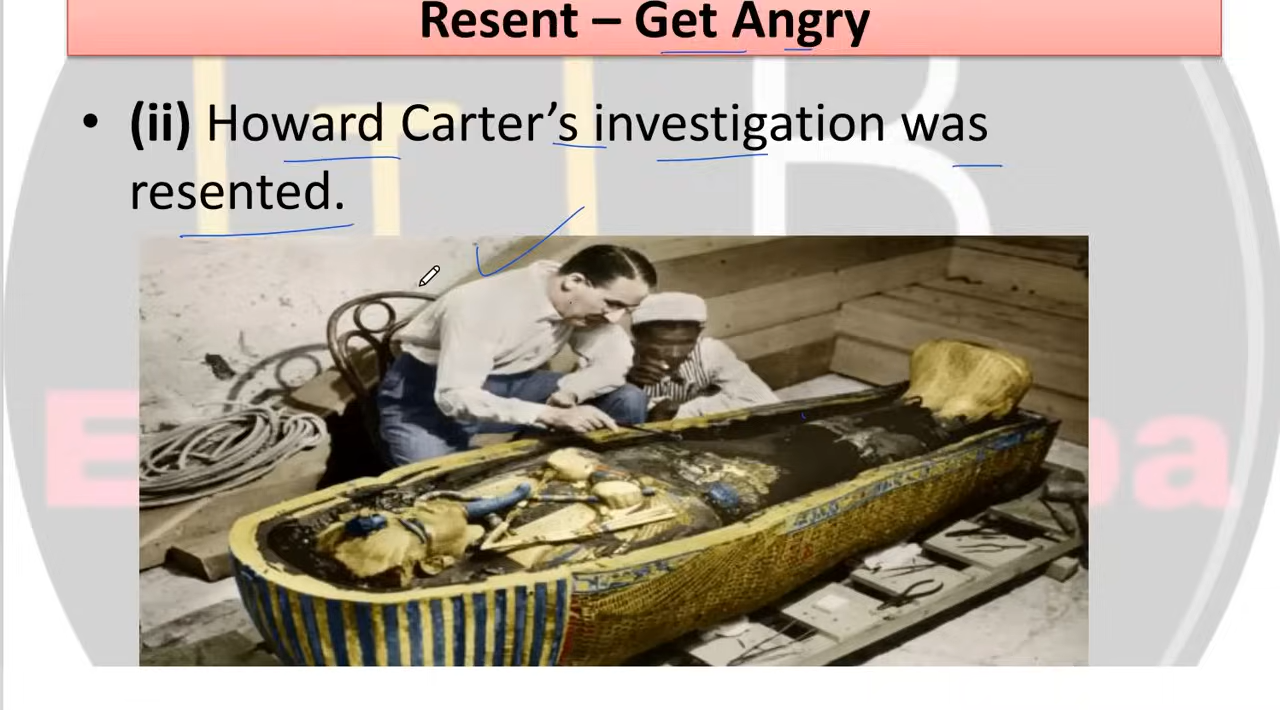 Resent – Get Angry
• (ii) Howard Carter’s investigation was
resented.